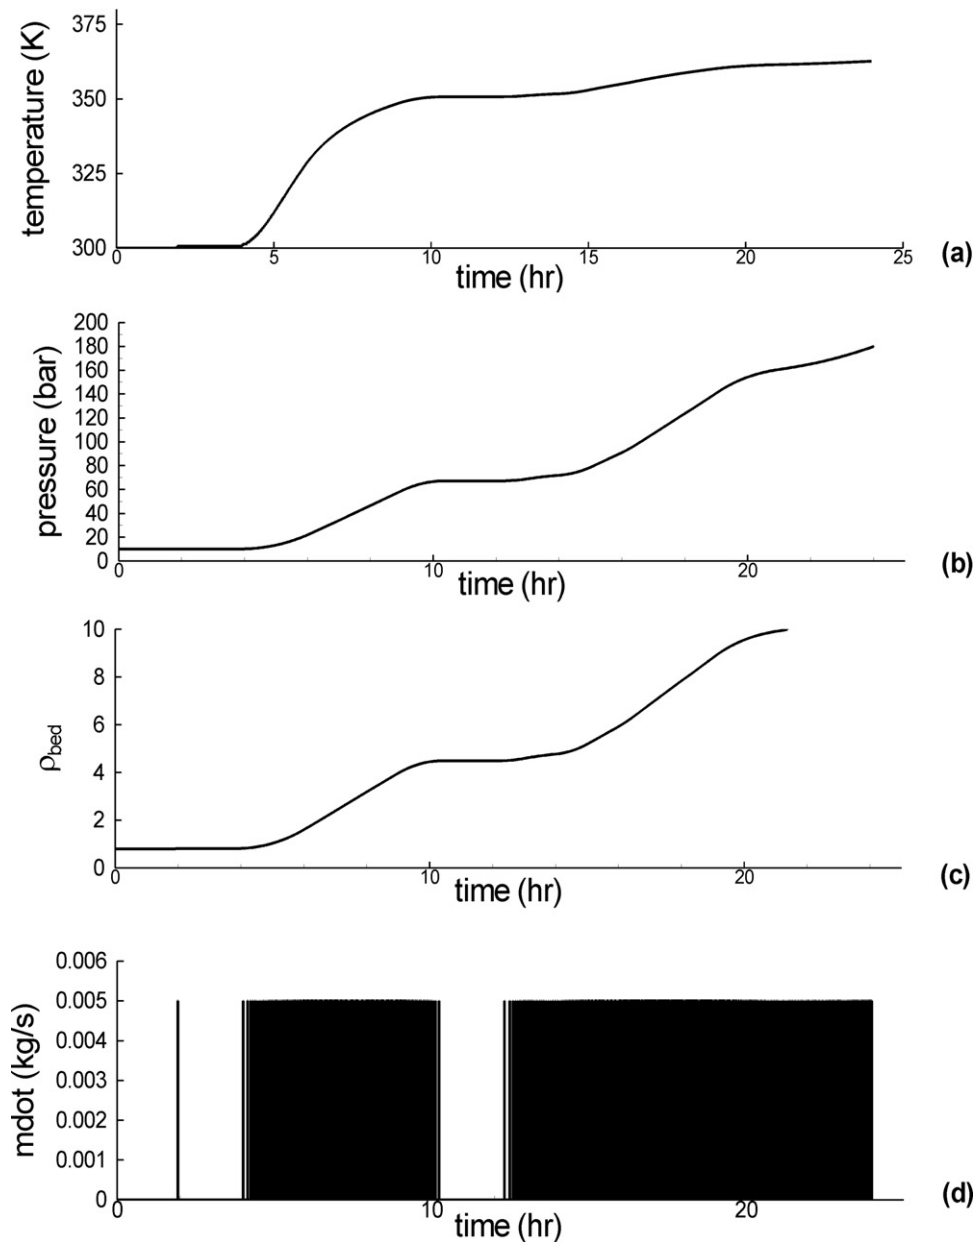 375
350
325
300
temperature (K)
0 5 10 15 20 25
time (hr)
(a)
200
180
160
140
120
100
80
60
40
20
0
pressure (bar)
0 10 20
time (hr)
(b)
10
8
6
4
2
0
ρbed
0 10 20
time (hr)
(c)
0.006
0.005
0.004
0.003
0.002
0.001
0
mdot (kg/s)
0 10 20
time (hr)
(d)